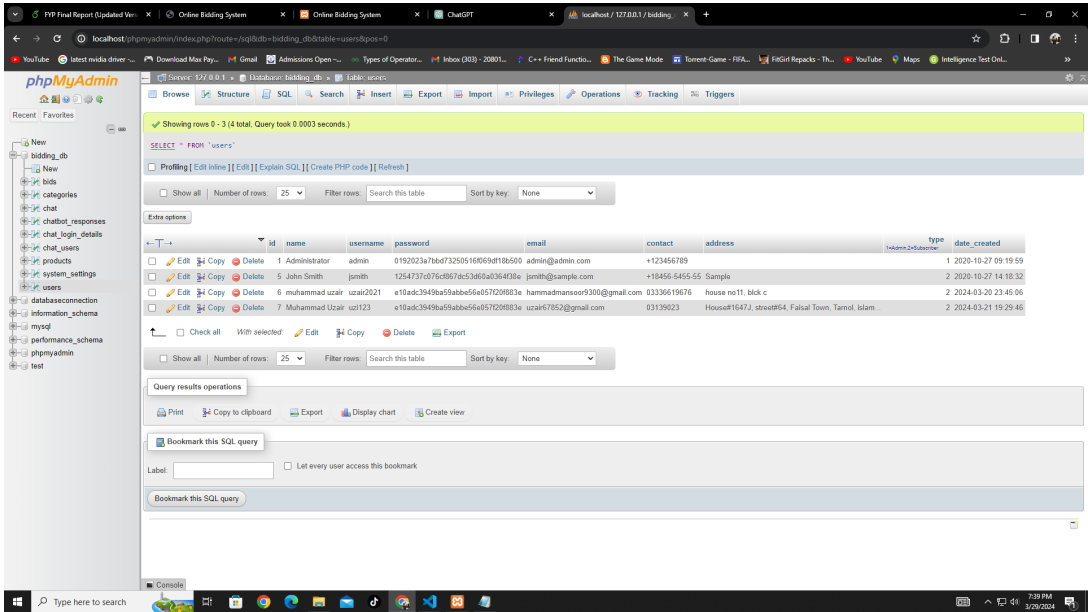 FYP Final Report (Updated Vers
Online Bidding System
Online Bidding System
ChatGPT
localhost / 127.0.0.1 / bidding_
localhost/phpmyadmin/index.php?route=/sql&db=bidding_db&table=users&pos=0
YouTube
latest nvidia driver -...
Download Max Pay...
Gmail
Admissions Open –...
Types of Operator...
Inbox (303) - 20801...
C++ Friend Functio...
The Game Mode
Torrent-Game - FIFA...
FitGirl Repacks - Th...
YouTube
Maps
Intelligence Test Onl...
»
phpMyAdmin
Recent Favorites
New
bidding_db
New
bids
categories
chat
chatbot_responses
chat_login_details
chat_users
products
system_settings
users
databaseconnection
information_schema
mysql
performance_schema
phpmyadmin
test
Server: 127.0.0.1 » Database: bidding_db » Table: users
Browse Structure SQL Search Insert Export Import Privileges Operations Tracking Triggers
Showing rows 0 - 3 (4 total, Query took 0.0003 seconds.)
SELECT * FROM `users`
Profiling [ Edit inline ] [ Edit ] [ Explain SQL ] [ Create PHP code ] [ Refresh ]
Show all | Number of rows: 25 Filter rows: Search this table Sort by key: None
Extra options
←T→ id name username password email contact address type date_created
1=Admin,2=Subscriber
Edit Copy Delete 1 Administrator admin 0192023a7bbd73250516f069df18b500 admin@admin.com +123456789 1 2020-10-27 09:19:59
Edit Copy Delete 5 John Smith jsmith 1254737c076cf867dc53d60a0364f38e jsmith@sample.com +18456-5455-55 Sample 2 2020-10-27 14:18:32
Edit Copy Delete 6 muhammad uzair uzair2021 e10adc3949ba59abbe56e057f20f883e hammadmansoor9300@gmail.com 03336619676 house no11, blck c 2 2024-03-20 23:45:06
Edit Copy Delete 7 Muhammad Uzair uzi123 e10adc3949ba59abbe56e057f20f883e uzair67852@gmail.com 03139023 House#1647J, street#64, Faisal Town, Tarnol, islam... 2 2024-03-21 19:29:46
Check all With selected: Edit Copy Delete Export
Show all | Number of rows: 25 Filter rows: Search this table Sort by key: None
Query results operations
Print Copy to clipboard Export Display chart Create view
Bookmark this SQL query
Label: Let every user access this bookmark
Bookmark this SQL query
Console
Type here to search
7:39 PM
3/29/2024